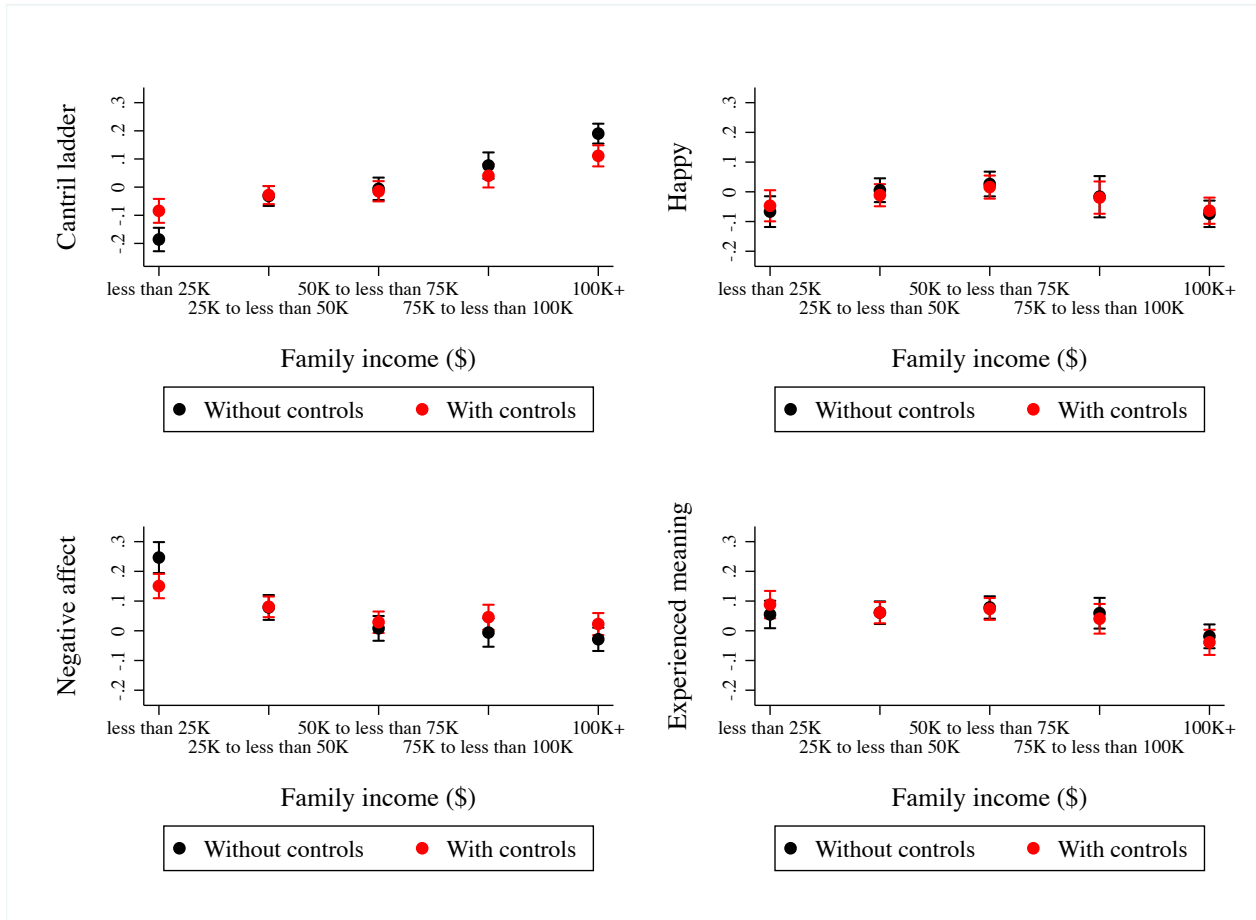 Cantril ladder
.3
.2
.1
0
-.1
-.2
less than 25K
50K to less than 75K
100K+
25K to less than 50K
75K to less than 100K
Family income ($)
Without controls
With controls
Happy
.3
.2
.1
0
-.1
-.2
less than 25K
50K to less than 75K
100K+
25K to less than 50K
75K to less than 100K
Family income ($)
Without controls
With controls
Negative affect
.3
.2
.1
0
-.1
-.2
less than 25K
50K to less than 75K
100K+
25K to less than 50K
75K to less than 100K
Family income ($)
Without controls
With controls
Experienced meaning
.3
.2
.1
0
-.1
-.2
less than 25K
50K to less than 75K
100K+
25K to less than 50K
75K to less than 100K
Family income ($)
Without controls
With controls